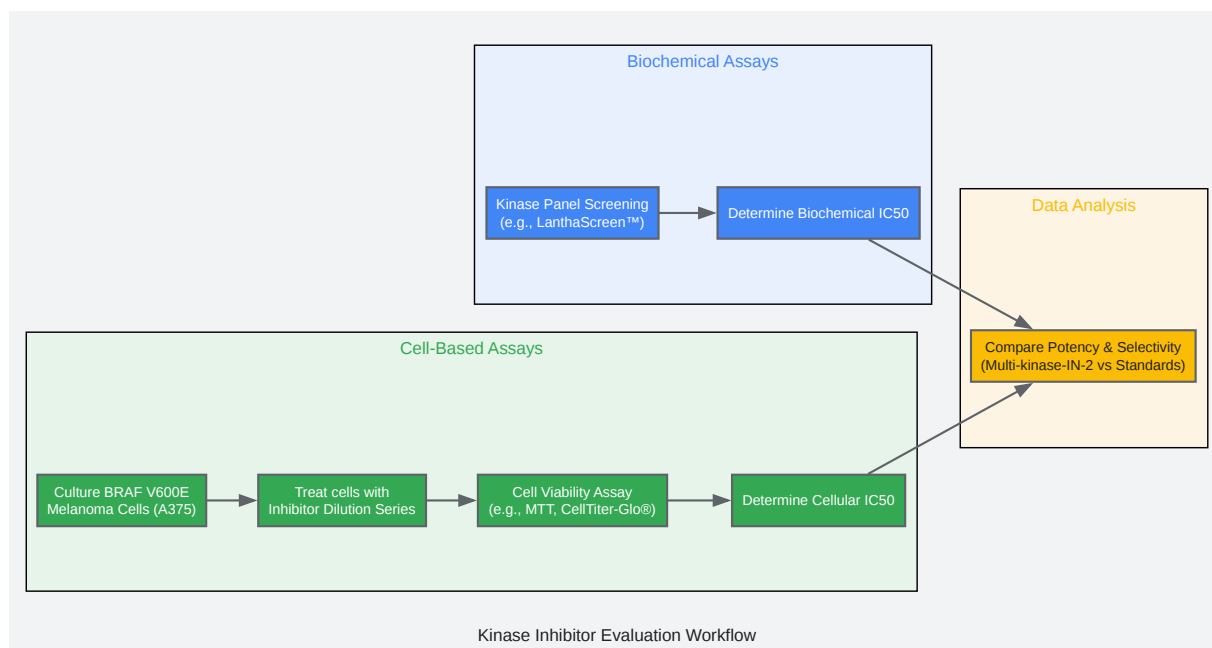 Biochemical Assays
Kinase Panel Screening
(e.g., LanthaScreen™)
Determine Biochemical IC50
Data Analysis
Compare Potency & Selectivity
(Multi-kinase-IN-2 vs Standards)
Cell-Based Assays
Culture BRAF V600E
Melanoma Cells (A375)
Treat cells with
Inhibitor Dilution Series
Cell Viability Assay
(e.g., MTT, CellTiter-Glo®)
Determine Cellular IC50
Kinase Inhibitor Evaluation Workflow